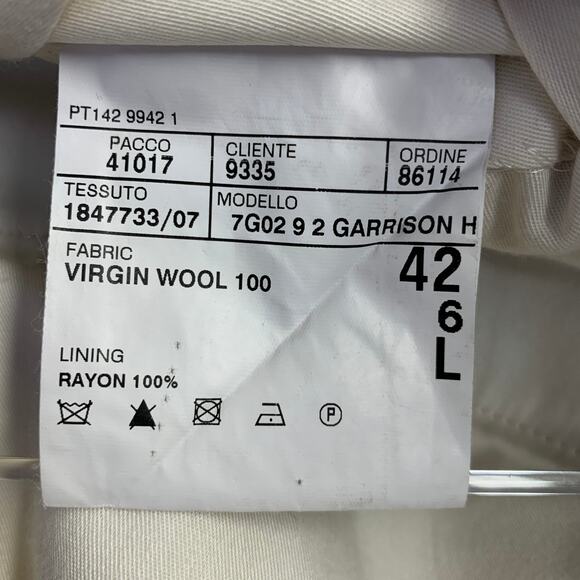 PT142 9942 1
PACCO CLIENTE ORDINE
41017 9335 86114
TESSUTO MODELLO
1847733/07 7G02 9 2 GARRISON H
FABRIC
VIRGIN WOOL 100
42
6
L
LINING
RAYON 100%
P